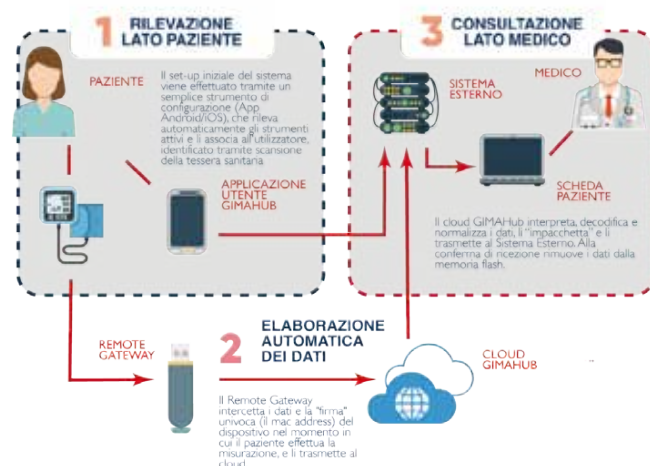 1 RILEVAZIONE
LATO PAZIENTE
PAZIENTE
Il set-up iniziale del sistema
viene effettuato tramite un
semplice strumento di
configurazione (App
Android/iOS), che rileva
automaticamente gli strumenti
attivi e li associa all'utilizzatore,
identificato tramite scansione
della tessera sanitaria
APPLICAZIONE
UTENTE
GIMAHUB
REMOTE
GATEWAY
2 ELABORAZIONE
AUTOMATICA
DEI DATI
Il Remote Gateway
intercetta i dati e la "firma"
univoca (il mac address) del
dispositivo nel momento in
cui il paziente effettua la
misurazione, e li trasmette al
cloud
CLOUD
GIMAHUB
3 CONSULTAZIONE
LATO MEDICO
SISTEMA
ESTERNO
MEDICO
SCHEDA
PAZIENTE
Il cloud GIMAHub interpreta, decodifica e
normalizza i dati, li "impacchetta" e li
trasmette al Sistema Esterno. Alla
conferma di ricezione rimuove i dati dalla
memoria flash.